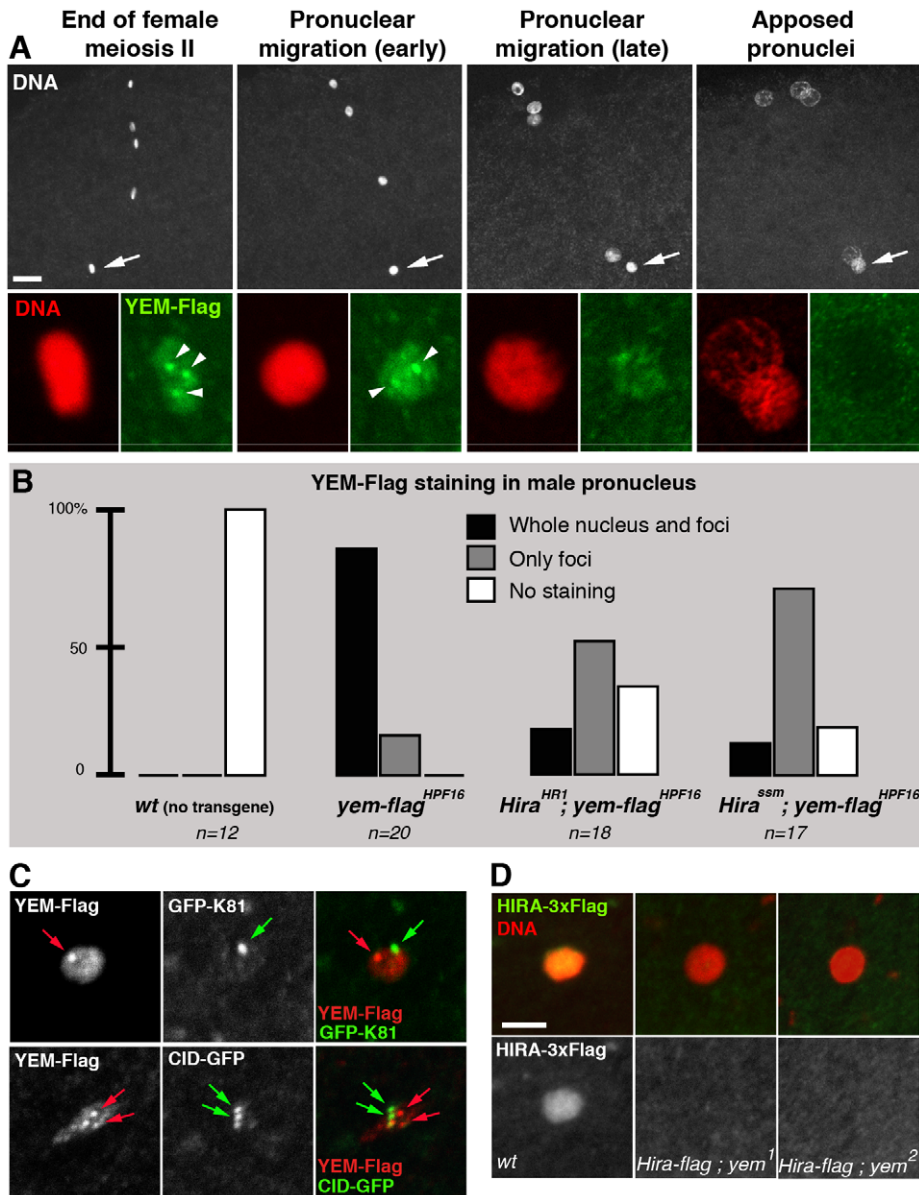 End of female meiosis II
Pronuclear migration (early)
Pronuclear migration (late)
Apposed pronuclei
A
DNA
DNA
YEM-Flag
B
YEM-Flag staining in male pronucleus
100%
50
0
Whole nucleus and foci
Only foci
No staining
wt (no transgene)
n=12
yem-flag^HPF16
n=20
Hira^HR1; yem-flag^HPF16
n=18
Hira^ssm; yem-flag^HPF16
n=17
C
YEM-Flag
GFP-K81
YEM-Flag
GFP-K81
YEM-Flag
CID-GFP
YEM-Flag
CID-GFP
D
HIRA-3xFlag
DNA
HIRA-3xFlag
wt
Hira-flag ; yem^1
Hira-flag ; yem^2